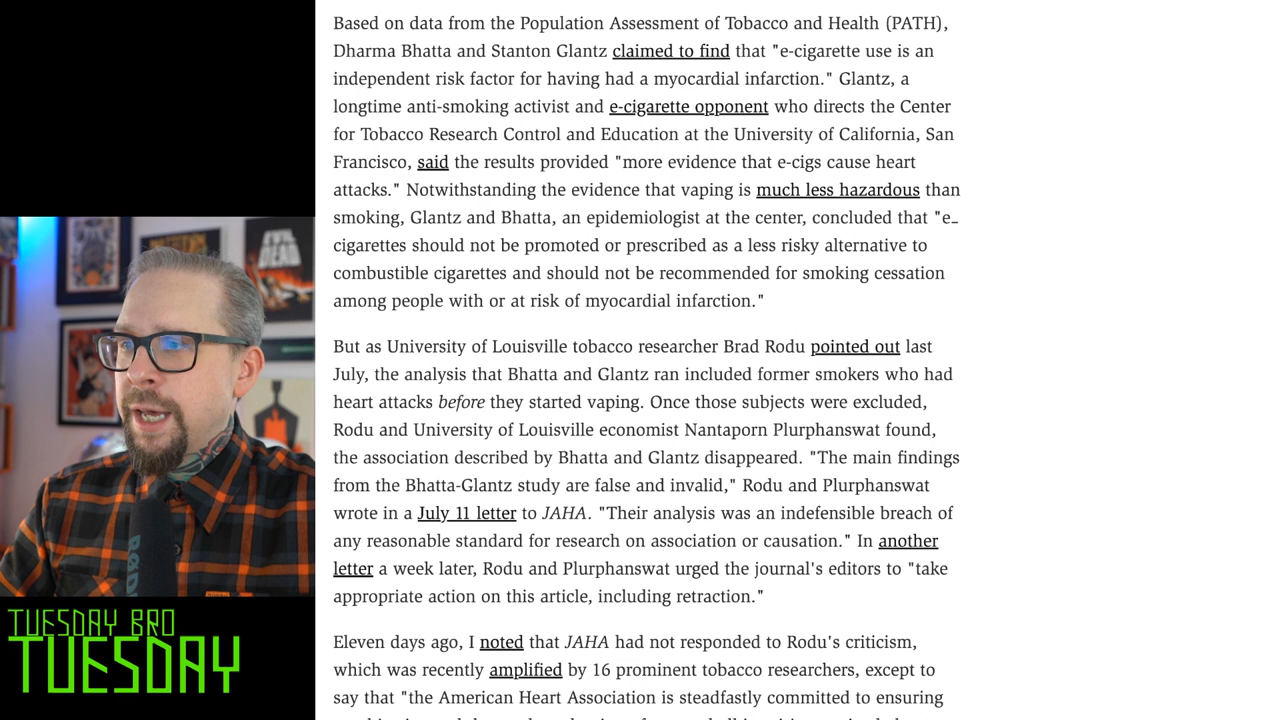 Based on data from the Population Assessment of Tobacco and Health (PATH),
Dharma Bhatta and Stanton Glantz claimed to find that "e-cigarette use is an
independent risk factor for having had a myocardial infarction." Glantz, a
longtime anti-smoking activist and e-cigarette opponent who directs the Center
for Tobacco Research Control and Education at the University of California, San
Francisco, said the results provided "more evidence that e-cigs cause heart
attacks." Notwithstanding the evidence that vaping is much less hazardous than
smoking, Glantz and Bhatta, an epidemiologist at the center, concluded that "e‐
cigarettes should not be promoted or prescribed as a less risky alternative to
combustible cigarettes and should not be recommended for smoking cessation
among people with or at risk of myocardial infarction."
But as University of Louisville tobacco researcher Brad Rodu pointed out last
July, the analysis that Bhatta and Glantz ran included former smokers who had
heart attacks before they started vaping. Once those subjects were excluded,
Rodu and University of Louisville economist Nantaporn Plurphanswat found,
the association described by Bhatta and Glantz disappeared. "The main findings
from the Bhatta-Glantz study are false and invalid," Rodu and Plurphanswat
wrote in a July 11 letter to JAHA. "Their analysis was an indefensible breach of
any reasonable standard for research on association or causation." In another
letter a week later, Rodu and Plurphanswat urged the journal's editors to "take
appropriate action on this article, including retraction."
Eleven days ago, I noted that JAHA had not responded to Rodu's criticism,
which was recently amplified by 16 prominent tobacco researchers, except to
say that "the American Heart Association is steadfastly committed to ensuring
EVIL
DEAD
TUESDAY BRO
TUESDAY